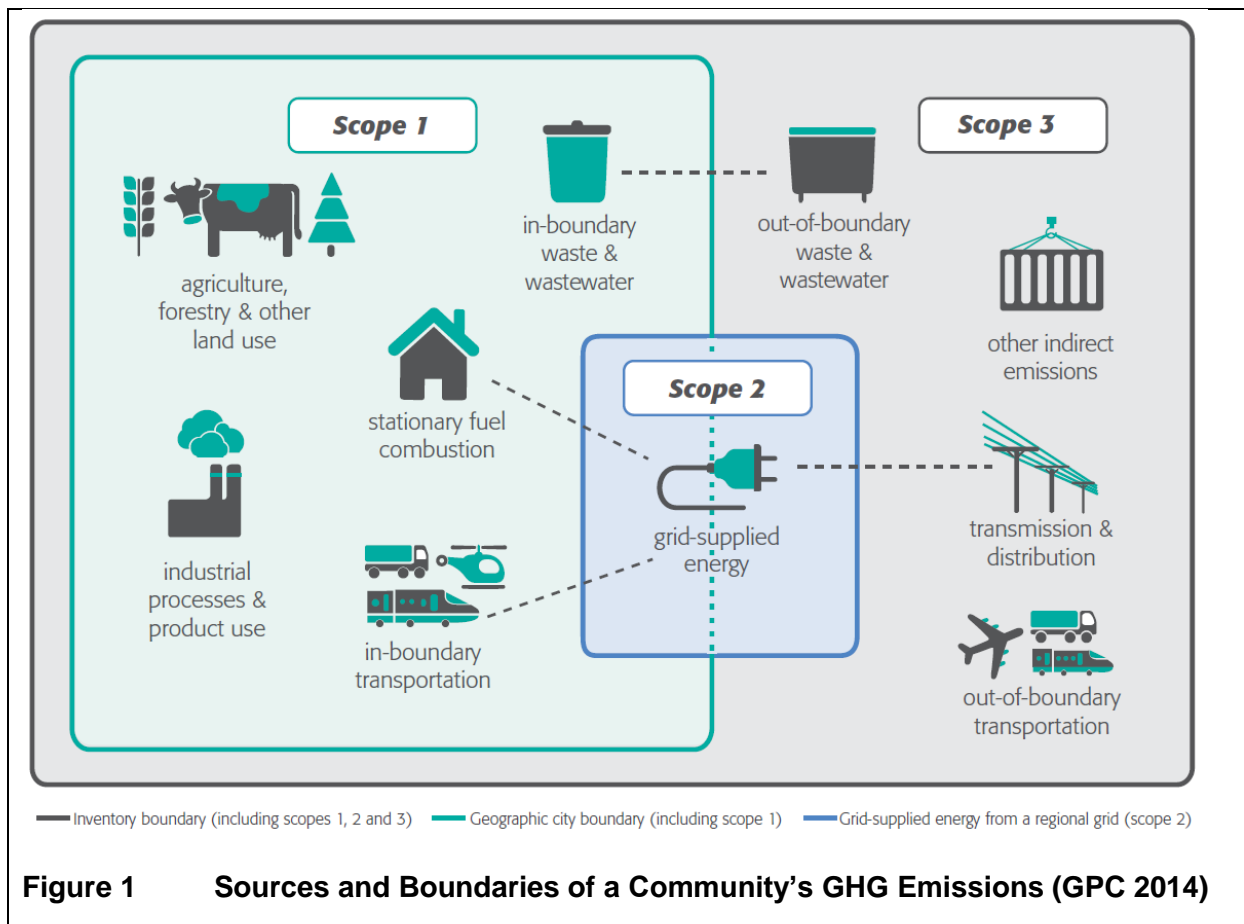 Scope 1
Scope 3
in-boundary
waste &
wastewater
out-of-boundary
waste &
wastewater
agriculture,
forestry & other
land use
other indirect
emissions
stationary fuel
combustion
Scope 2
grid-supplied
energy
transmission &
distribution
industrial
processes &
product use
in-boundary
transportation
out-of-boundary
transportation
Inventory boundary (including scopes 1, 2 and 3) Geographic city boundary (including scope 1) Grid-supplied energy from a regional grid (scope 2)
Figure 1 Sources and Boundaries of a Community's GHG Emissions (GPC 2014)